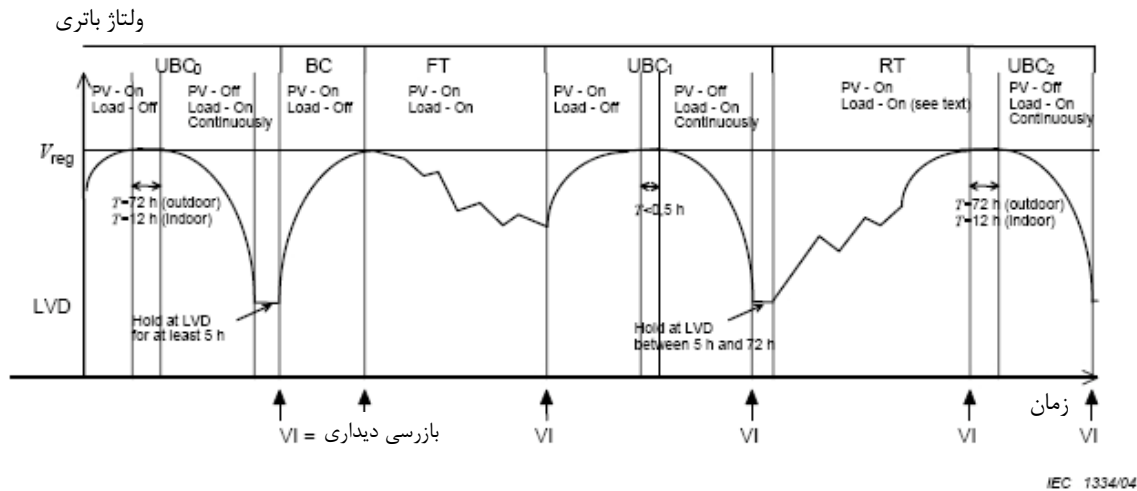 ولتاژ باتری
UBC₀ BC FT UBC₁ RT UBC₂
PV - On
Load - Off
PV - Off
Load - On
Continuously
PV - On
Load - Off
PV - On
Load - On
PV - On
Load - Off
PV - Off
Load - On
Continuously
PV - On
Load - On (see text)
PV - Off
Load - On
Continuously
Vreg
T=72 h (outdoor)
T=12 h (indoor)
T<0,5 h
T=72 h (outdoor)
T=12 h (indoor)
LVD
Hold at LVD
for at least 5 h
Hold at LVD
between 5 h and 72 h
زمان
VI = بازرسی دیداری
VI
VI
VI
VI
IEC 1334/04